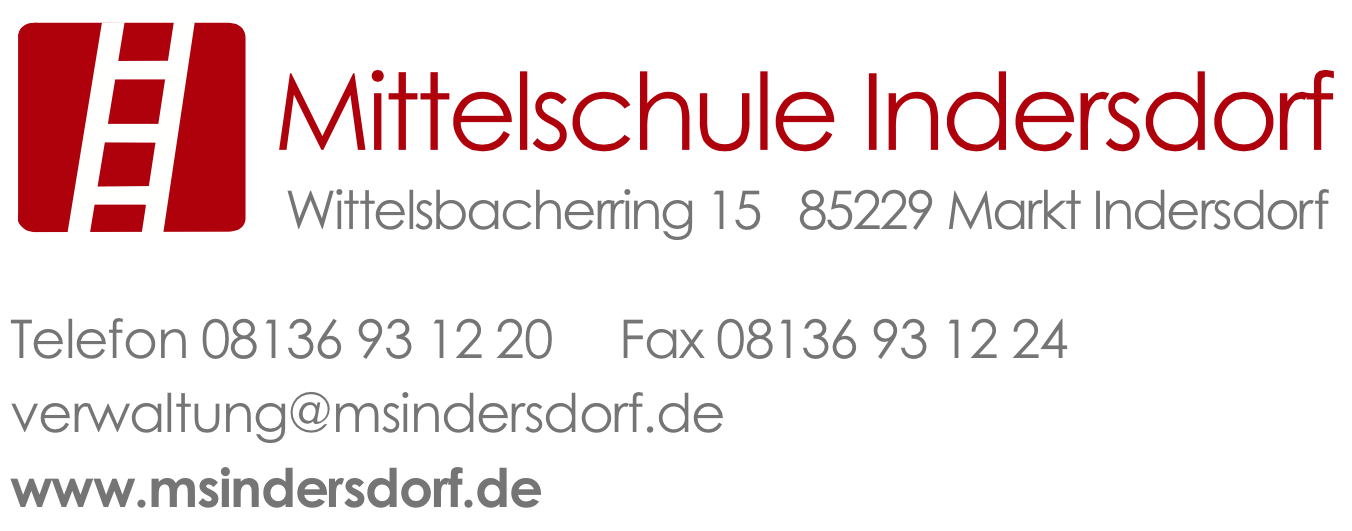 Mittelschule Indersdorf
Wittelsbacherring 15 85229 Markt Indersdorf
Telefon 08136 93 12 20 Fax 08136 93 12 24
verwaltung@msindersdorf.de
www.msindersdorf.de